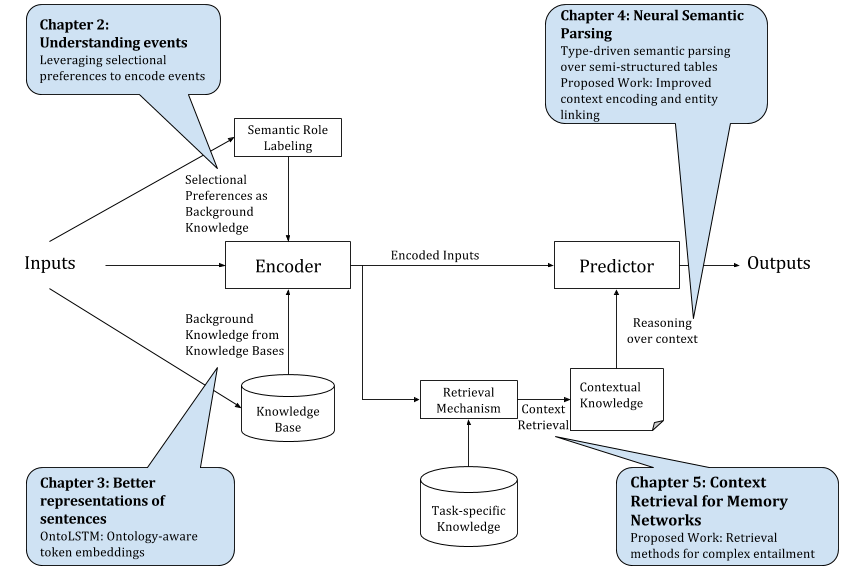 Chapter 2:
Understanding events
Leveraging selectional
preferences to encode events
Chapter 4: Neural Semantic
Parsing
Type-driven semantic parsing
over semi-structured tables
Proposed Work: Improved
context encoding and entity
linking
Semantic Role
Labeling
Selectional
Preferences as
Background
Knowledge
Inputs
Encoder
Encoded Inputs
Predictor
Outputs
Background
Knowledge from
Knowledge Bases
Reasoning
over context
Knowledge
Base
Retrieval
Mechanism
Context
Retrieval
Contextual
Knowledge
Chapter 3: Better
representations of
sentences
OntoLSTM: Ontology-aware
token embeddings
Task-specific
Knowledge
Chapter 5: Context
Retrieval for Memory
Networks
Proposed Work: Retrieval
methods for complex entailment